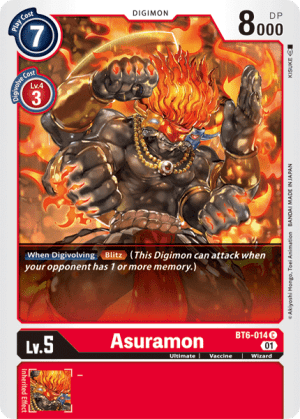 Play Cost
7
DIGIMON
DP
8000
Digivolve Cost
Lv.4
3
KISUKE
©Akiyoshi Hongo, Toei Animation BANDAI MADE IN JAPAN
When Digivolving Blitz (This Digimon can attack when
your opponent has 1 or more memory.)
BT6-014 C
01
Lv.5
Asuramon
Ultimate | Vaccine | Wizard
Inherited Effect
–